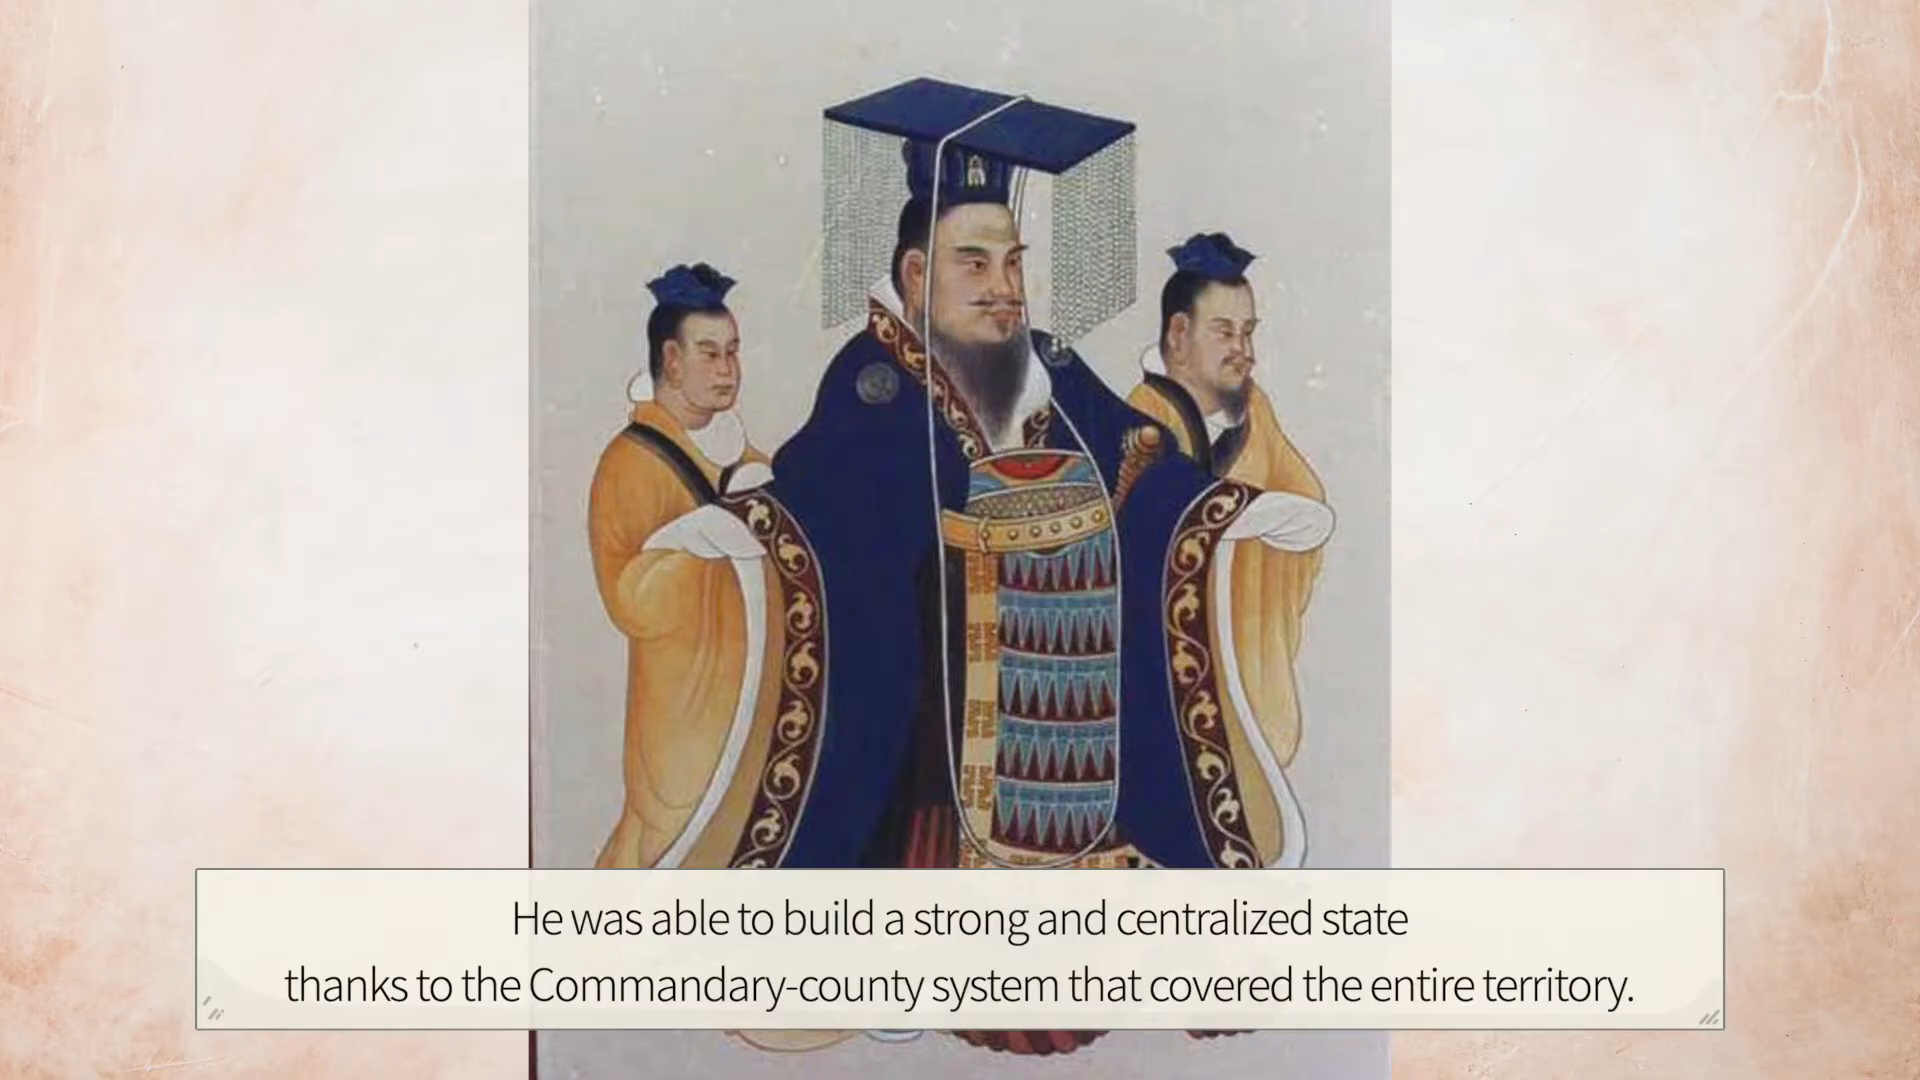 He was able to build a strong and centralized state
thanks to the Commandary-county system that covered the entire territory.